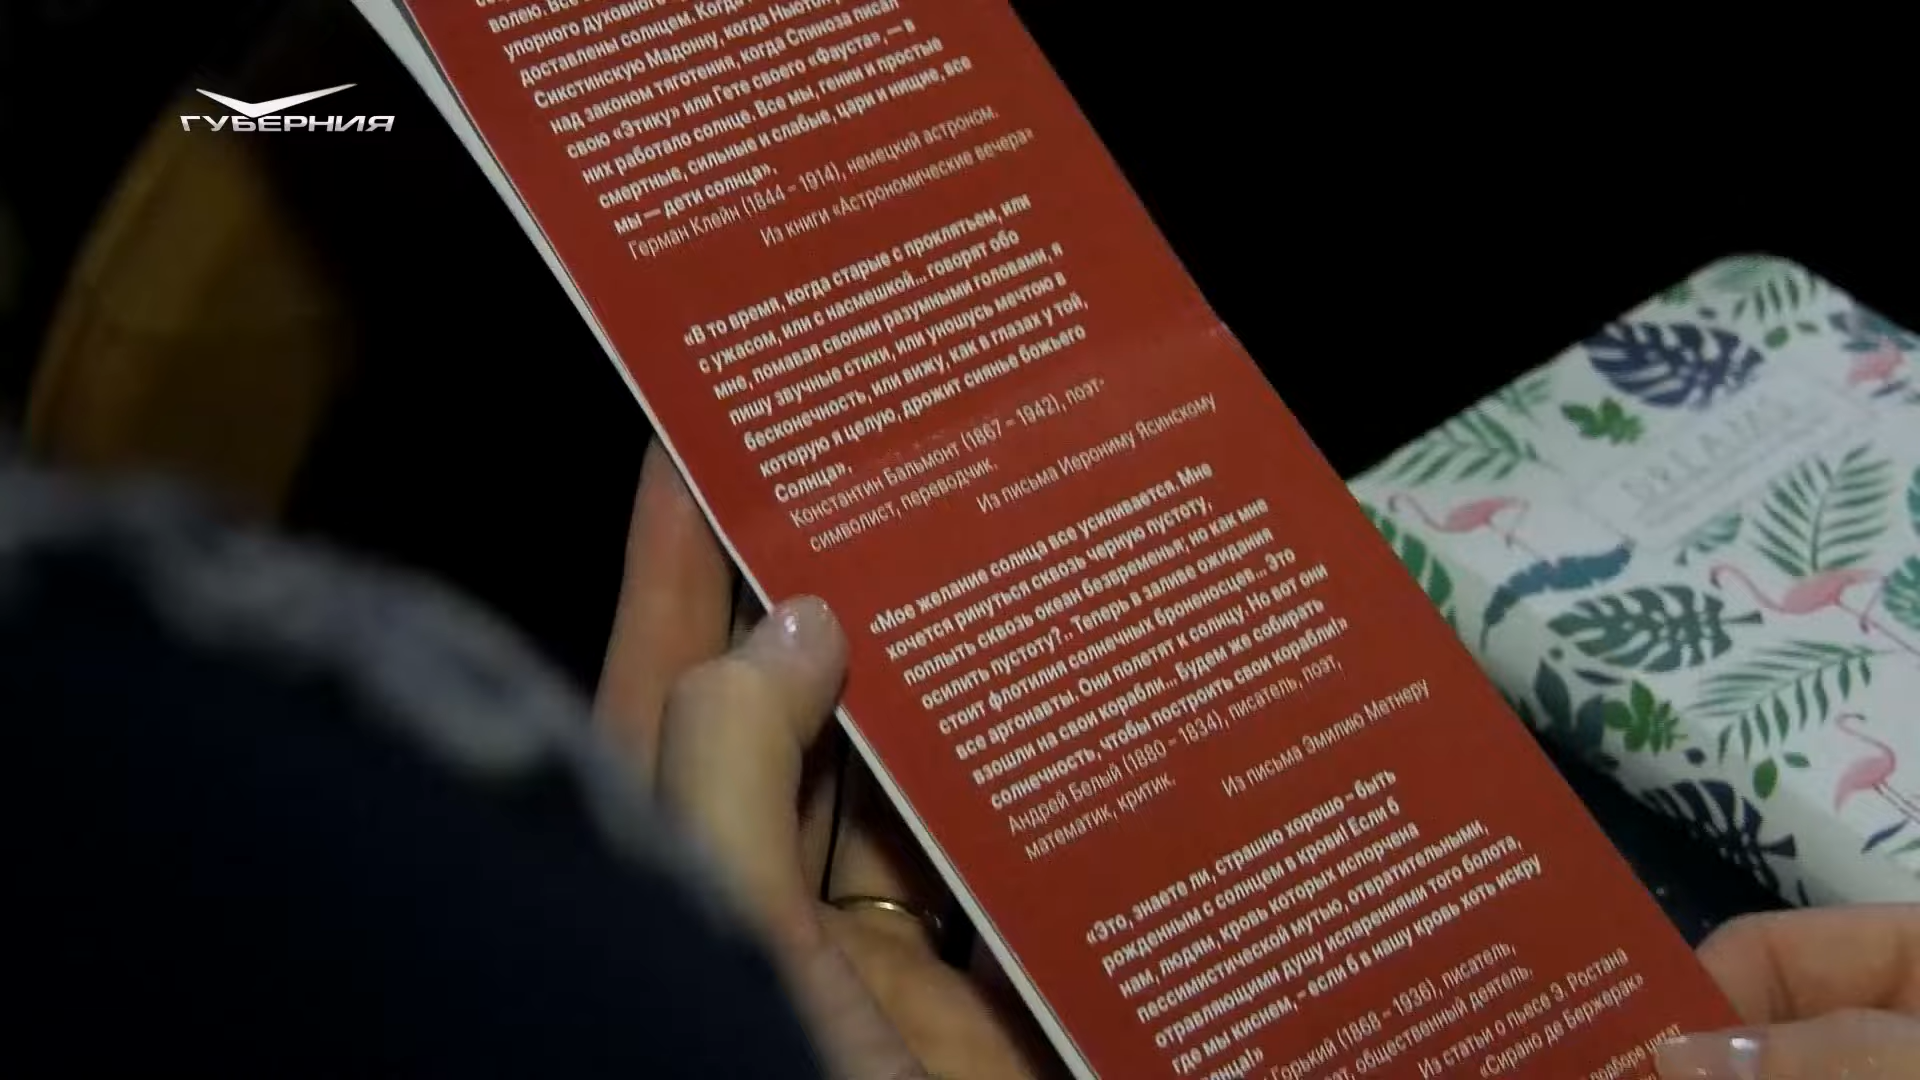 ГУБЕРНИЯ
волею. Все
упорного духовного
доставлены солнцем. Когда
Сикстинскую Мадонну, когда Ньютон
над законом тяготения, когда Спиноза писал
свою «Этику» или Гете своего «Фауста», — в
них работало солнце. Все мы, гении и простые
смертные, сильные и слабые, цари и нищие, все
мы — дети солнца».
Герман Клейн (1844 – 1914), немецкий астроном.
Из книги «Астрономические вечера»
«В то время, когда старые с проклятьем, или
с ужасом, или с насмешкой... говорят обо
мне, помавая своими разумными головами, я
пишу звучные стихи, или уношусь мечтою в
бесконечность, или вижу, как в глазах у той,
которую я целую, дрожит сиянье божьего
Солнца».
Константин Бальмонт (1867 – 1942), поэт-
символист, переводчик.
Из письма Иерониму Ясинскому
«Мое желание солнца все усиливается. Мне
хочется ринуться сквозь черную пустоту,
поплыть сквозь океан безвременья; но как мне
осилить пустоту?.. Теперь в заливе ожидания
стоит флотилия солнечных броненосцев... Это
все аргонавты. Они полетят к солнцу. Но вот они
взошли на свои корабли... Будем же собирать
солнечность, чтобы построить свои корабли!»
Андрей Белый (1880 – 1834), писатель, поэт,
математик, критик.
Из письма Эмилию Метнеру
«Это, знаете ли, страшно хорошо – быть
рожденным с солнцем в крови! Если б
нам, людям, кровь которых испорчена
пессимистической мутью, отвратительными,
отравляющими душу испарениями того болота,
где мы киснем, – если б в нашу кровь хоть искру
солнца!»
Горький (1868 – 1936), писатель,
поэт, общественный деятель.
Из статьи о пьесе Э. Ростана
«Сирано де Бержерак»
подборе цитат
DREAMS